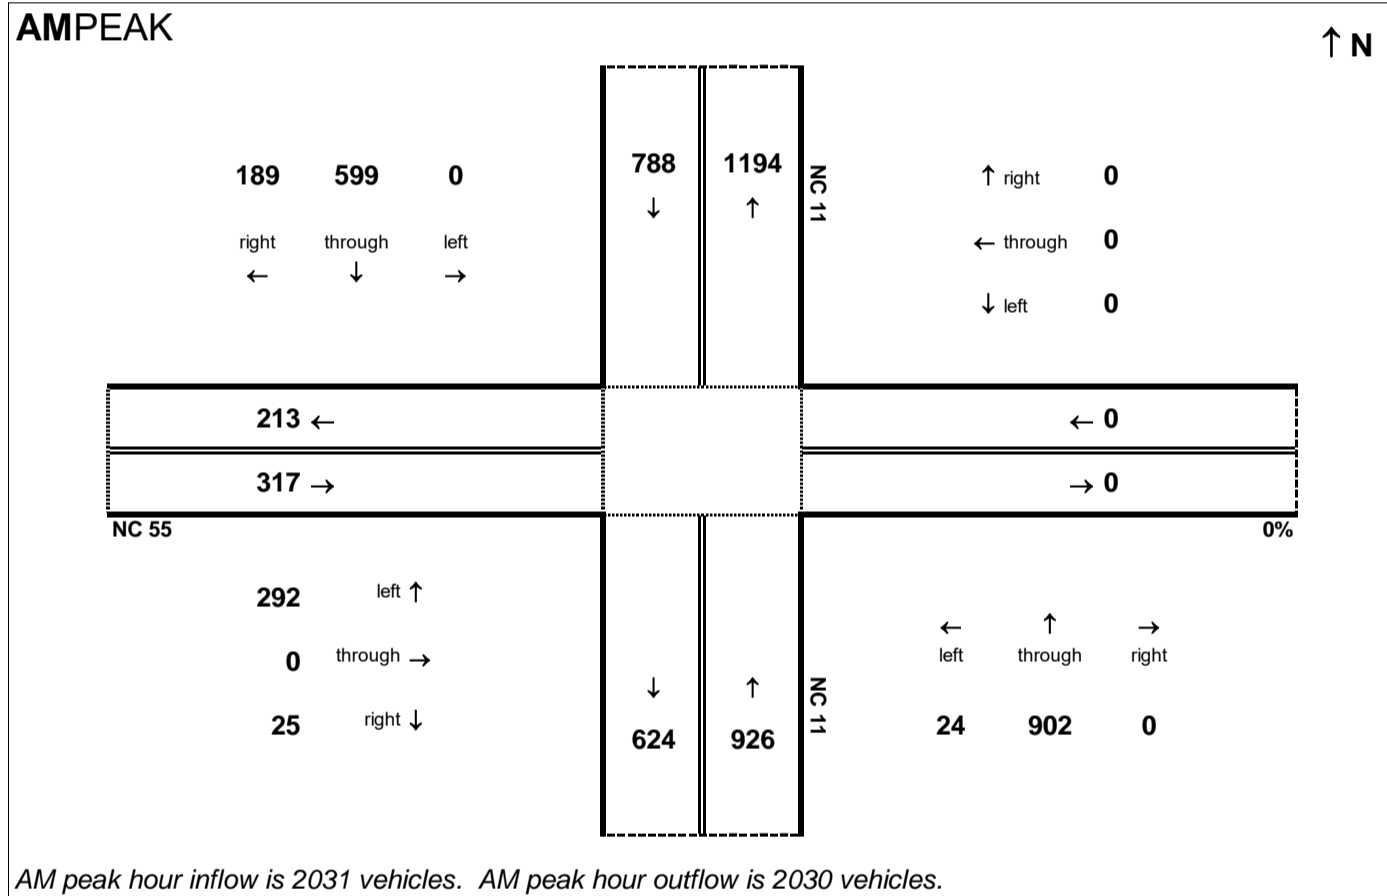 AMPEAK
↑ N
189 599 0
right through left
← ↓ →
788 1194
↓ ↑
NC 11
↑ right 0
← through 0
↓ left 0
213 ←
317 →
← 0
→ 0
NC 55
0%
292 left ↑
0 through →
25 right ↓
↓ ↑
624 926
NC 11
← ↑ →
left through right
24 902 0
AM peak hour inflow is 2031 vehicles. AM peak hour outflow is 2030 vehicles.